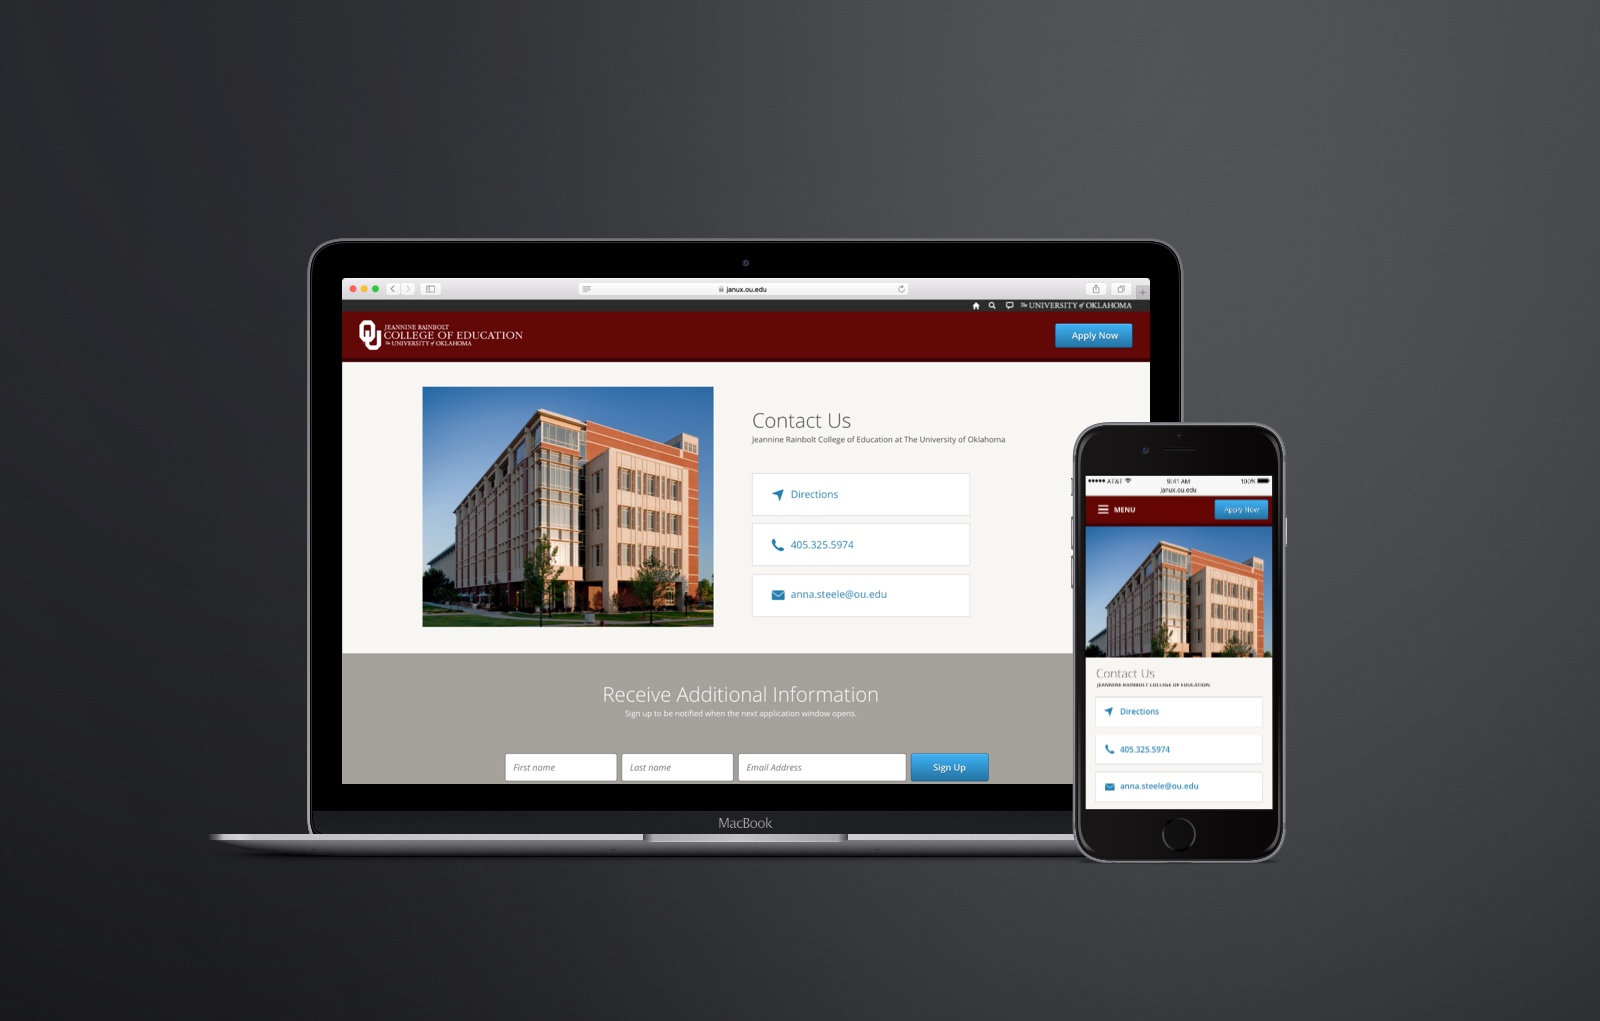 janux.ou.edu
The UNIVERSITY of OKLAHOMA
OU
JEANNINE RAINBOLT
COLLEGE OF EDUCATION
The UNIVERSITY of OKLAHOMA
Apply Now
Contact Us
Jeannine Rainbolt College of Education at The University of Oklahoma
Directions
405.325.5974
anna.steele@ou.edu
Receive Additional Information
Sign up to be notified when the next application window opens.
First name
Last name
Email Address
Sign Up
MacBook
AT&T 9:41 AM 100%
janux.ou.edu
MENU
Apply Now
Contact Us
JEANNINE RAINBOLT COLLEGE OF EDUCATION
Directions
405.325.5974
anna.steele@ou.edu